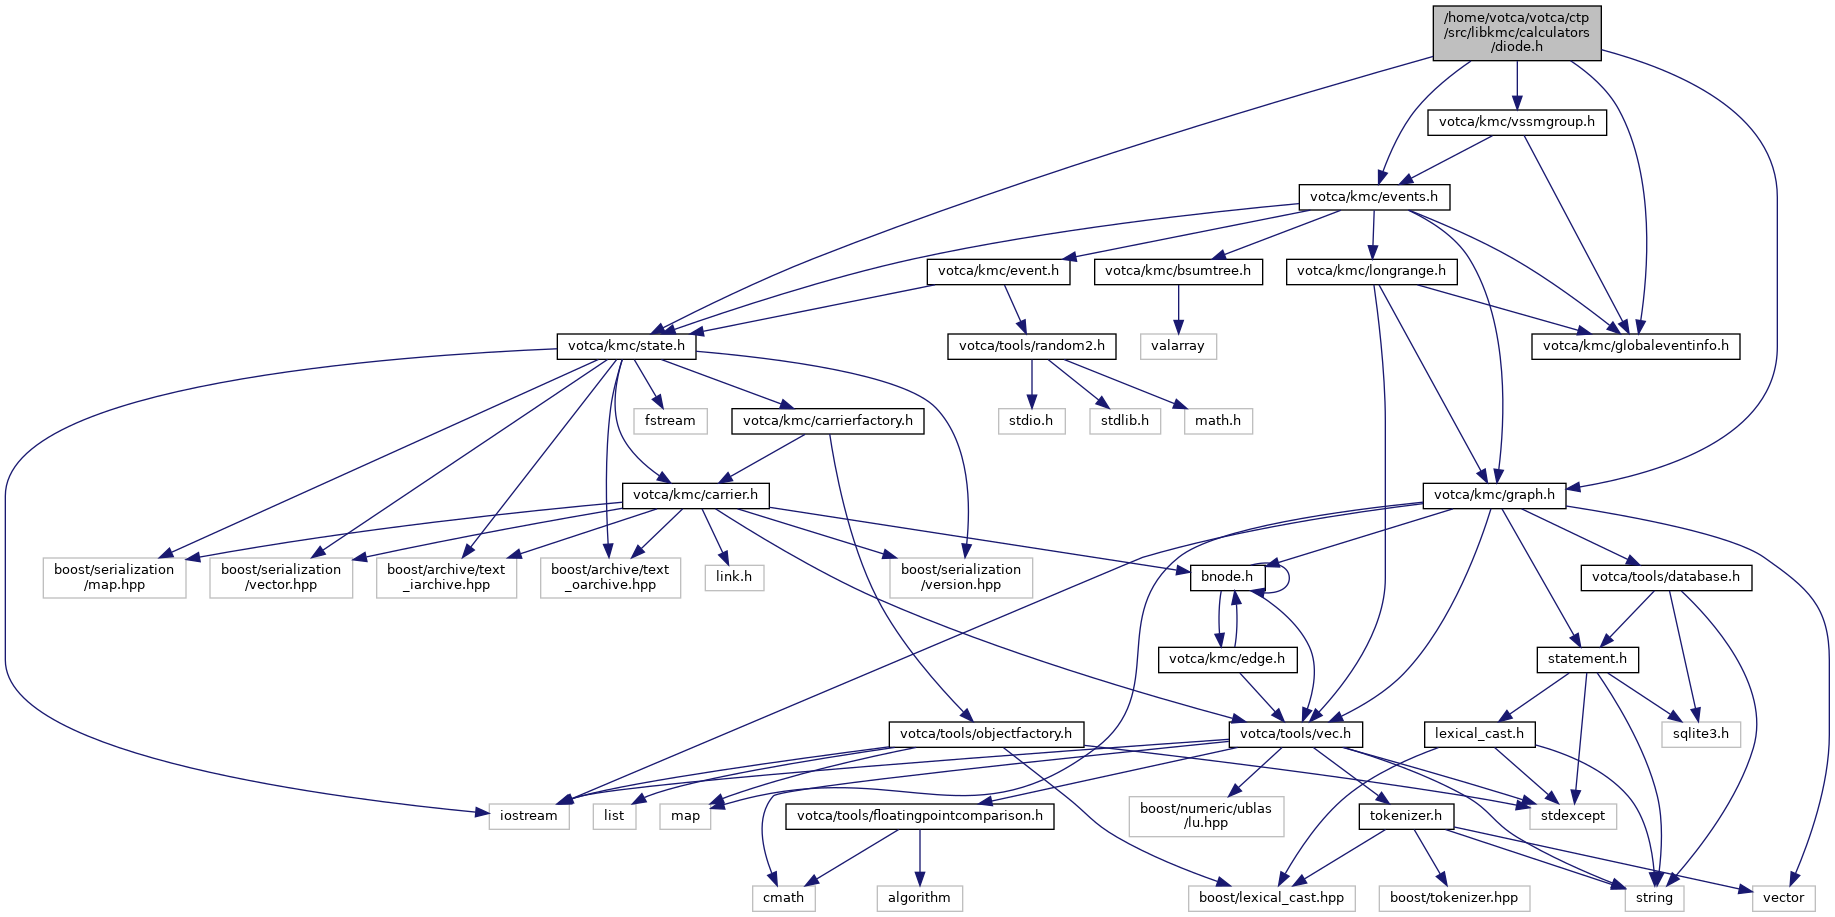 /home/votca/votca/ctp
/src/libkmc/calculators
/diode.h
votca/kmc/vssmgroup.h
votca/kmc/events.h
votca/kmc/event.h
votca/kmc/bsumtree.h
votca/kmc/longrange.h
votca/kmc/state.h
votca/tools/random2.h
valarray
votca/kmc/globaleventinfo.h
fstream
votca/kmc/carrierfactory.h
stdio.h
stdlib.h
math.h
votca/kmc/carrier.h
votca/kmc/graph.h
boost/serialization
/map.hpp
boost/serialization
/vector.hpp
boost/archive/text
_iarchive.hpp
boost/archive/text
_oarchive.hpp
link.h
boost/serialization
/version.hpp
bnode.h
votca/tools/database.h
votca/kmc/edge.h
statement.h
votca/tools/objectfactory.h
votca/tools/vec.h
lexical_cast.h
sqlite3.h
iostream
list
map
votca/tools/floatingpointcomparison.h
boost/numeric/ublas
/lu.hpp
tokenizer.h
stdexcept
cmath
algorithm
boost/lexical_cast.hpp
boost/tokenizer.hpp
string
vector